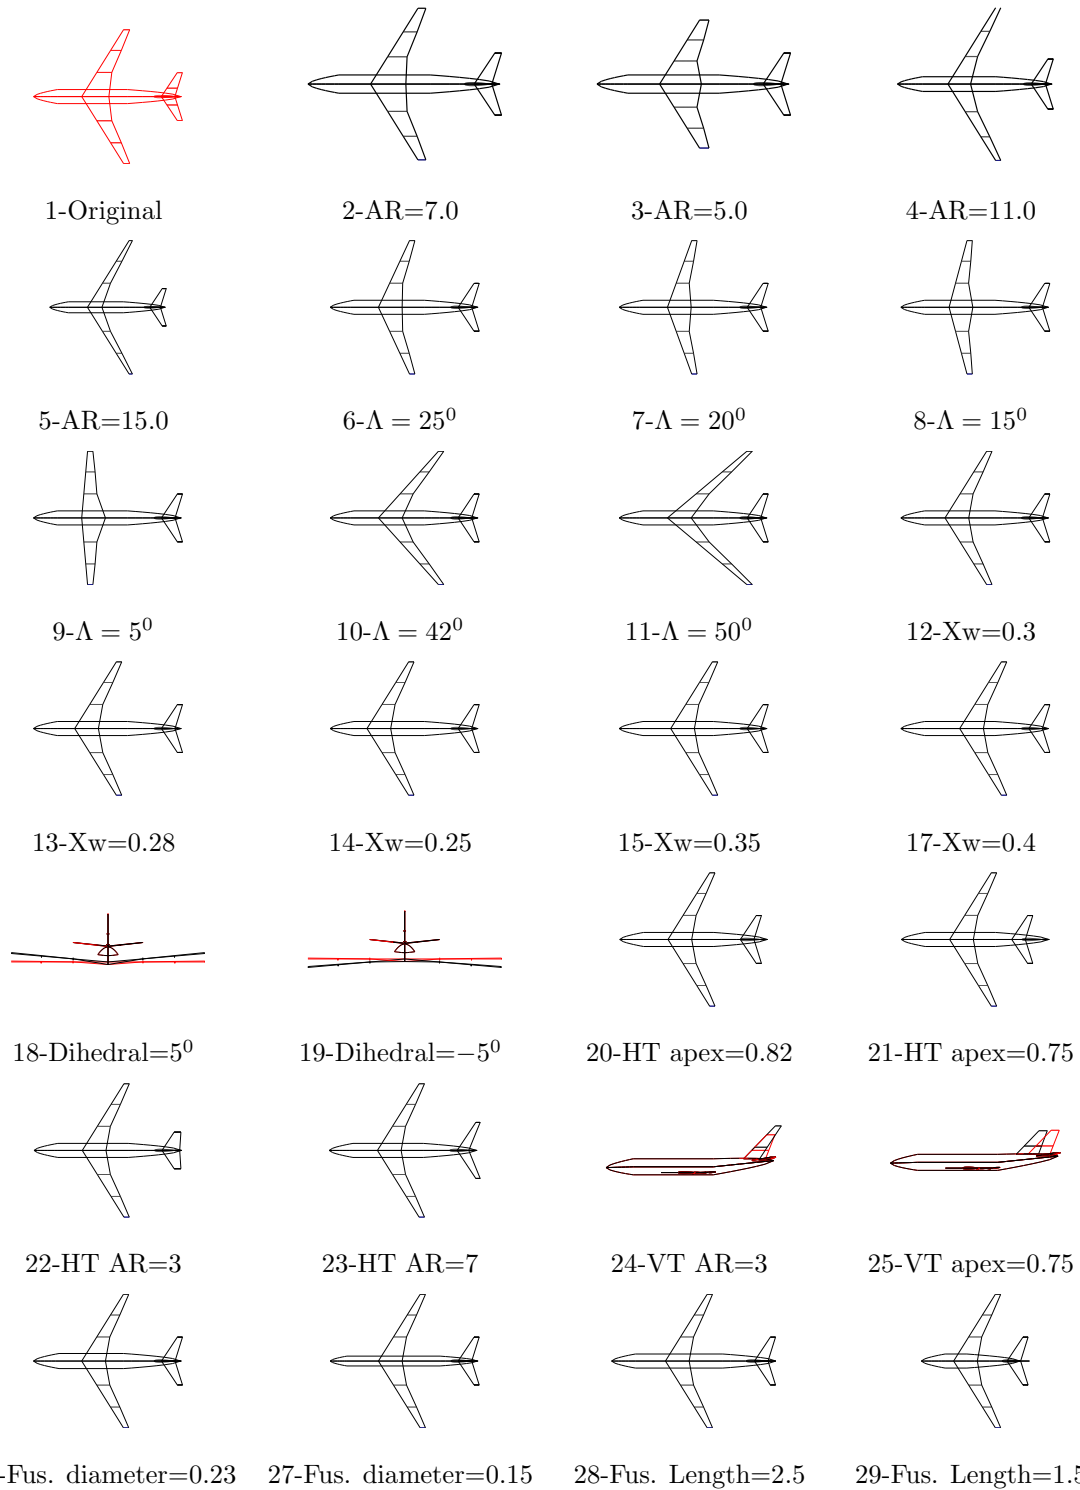 1-Original 2-AR=7.0 3-AR=5.0 4-AR=11.0
5-AR=15.0 6-Λ = 25⁰ 7-Λ = 20⁰ 8-Λ = 15⁰
9-Λ = 5⁰ 10-Λ = 42⁰ 11-Λ = 50⁰ 12-Xw=0.3
13-Xw=0.28 14-Xw=0.25 15-Xw=0.35 17-Xw=0.4
18-Dihedral=5⁰ 19-Dihedral=−5⁰ 20-HT apex=0.82 21-HT apex=0.75
22-HT AR=3 23-HT AR=7 24-VT AR=3 25-VT apex=0.75
-Fus. diameter=0.23 27-Fus. diameter=0.15 28-Fus. Length=2.5 29-Fus. Length=1.5